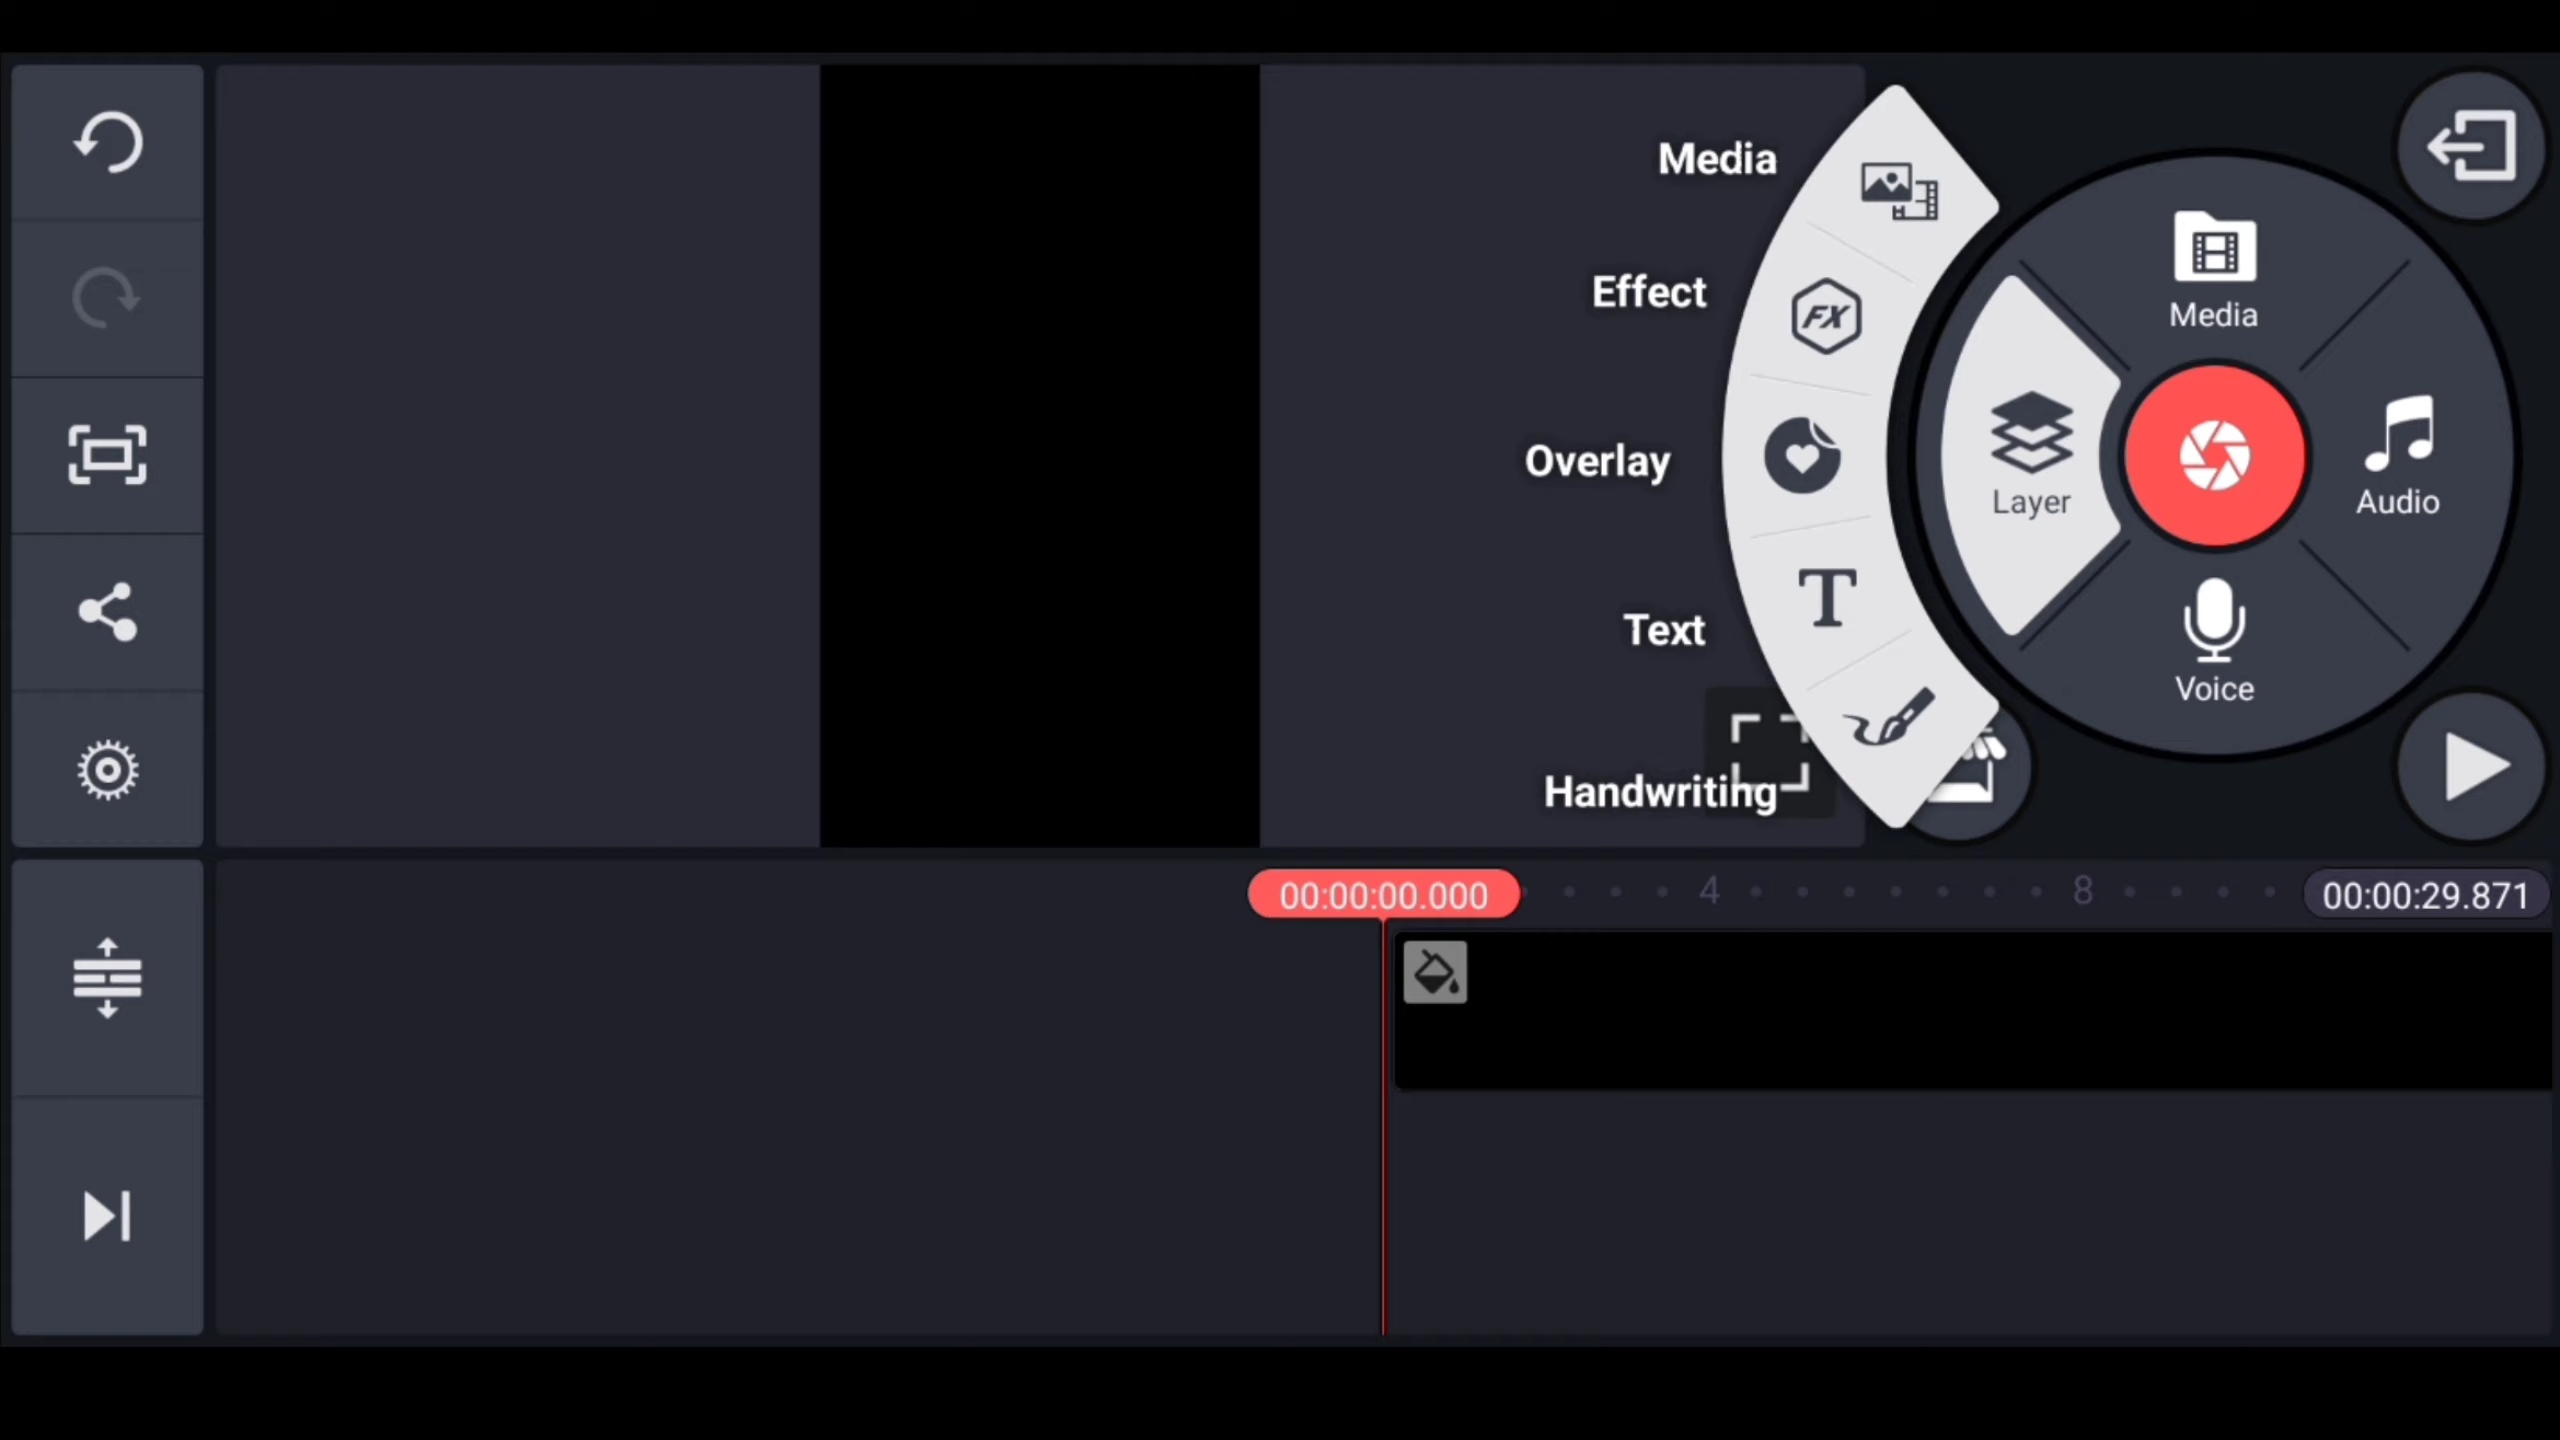 Media
Effect
Overlay
Text
Handwriting
FX
T
Media
Layer
Audio
Voice
00:00:00.000
4
8
00:00:29.871